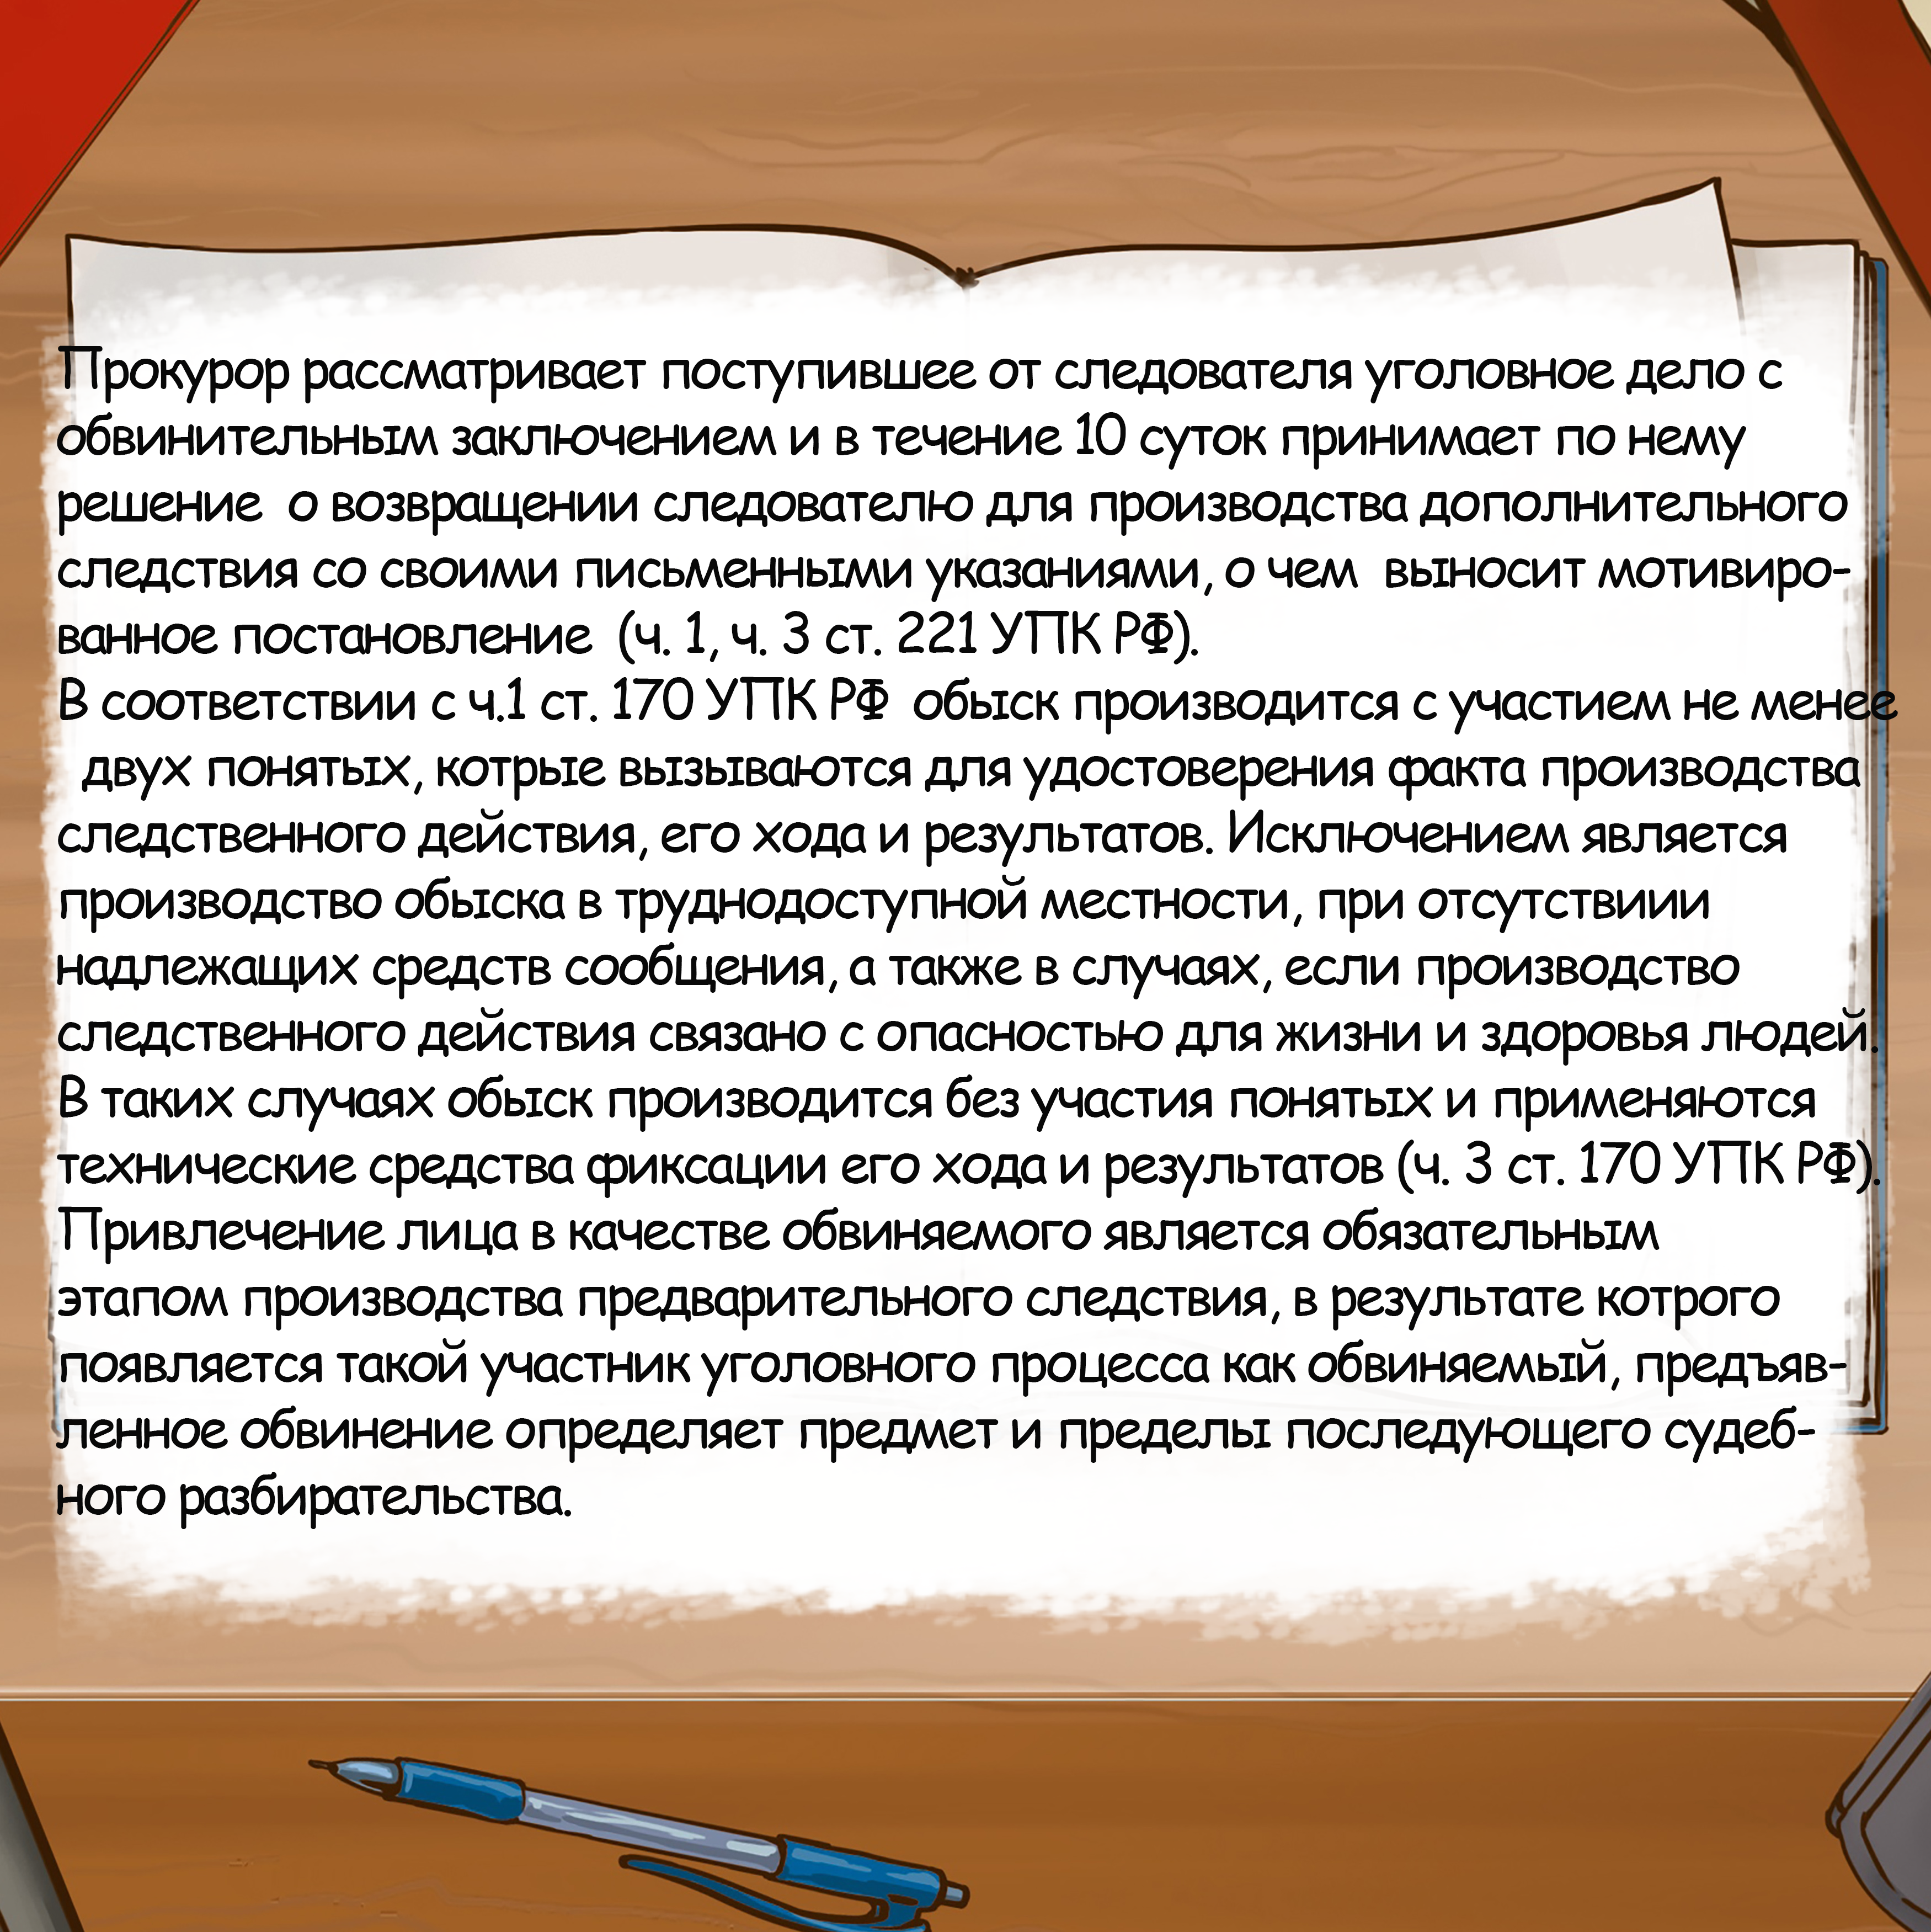 Прокурор рассматривает поступившее от следователя уголовное дело с
обвинительным заключением и в течение 10 суток принимает по нему
решение  о возвращении следователю для производства дополнительного
следствия со своими письменными указаниями, о чем  выносит мотивиро-
ванное постановление  (ч. 1, ч. 3 ст. 221 УПК РФ).
В соответствии с ч.1 ст. 170 УПК РФ  обыск производится с участием не менее
двух понятых, котрые вызываются для удостоверения факта производства
следственного действия, его хода и результатов. Исключением является
производство обыска в труднодоступной местности, при отсутствиии
надлежащих средств сообщения, а также в случаях, если производство
следственного действия связано с опасностью для жизни и здоровья людей.
В таких случаях обыск производится без участия понятых и применяются
технические средства фиксации его хода и результатов (ч. 3 ст. 170 УПК РФ).
Привлечение лица в качестве обвиняемого является обязательным
этапом производства предварительного следствия, в результате котрого
появляется такой участник уголовного процесса как обвиняемый, предъяв-
ленное обвинение определяет предмет и пределы последующего судеб-
ного разбирательства.